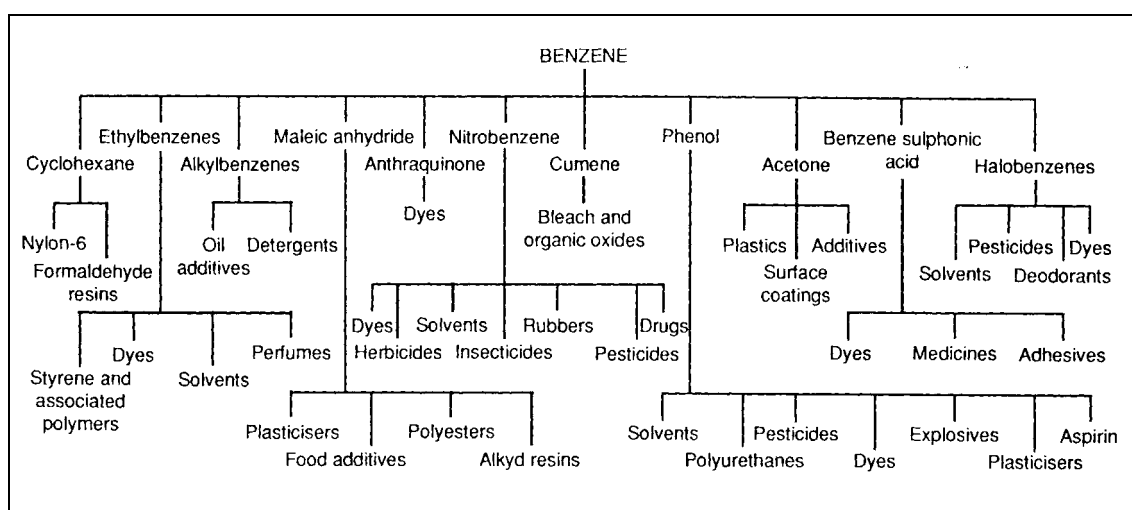 BENZENE
Ethylbenzenes
Maleic anhydride
Nitrobenzene
Phenol
Benzene sulphonic
acid
Cyclohexane
Alkylbenzenes
Anthraquinone
Cumene
Acetone
Halobenzenes
Dyes
Bleach and
organic oxides
Nylon-6
Formaldehyde
resins
Oil
additives
Detergents
Plastics
Additives
Surface
coatings
Pesticides
Dyes
Solvents
Deodorants
Dyes
Solvents
Rubbers
Drugs
Herbicides
Insecticides
Pesticides
Dyes
Perfumes
Styrene and
associated
polymers
Solvents
Dyes
Medicines
Adhesives
Plasticisers
Polyesters
Food additives
Alkyd resins
Solvents
Pesticides
Explosives
Aspirin
Polyurethanes
Dyes
Plasticisers